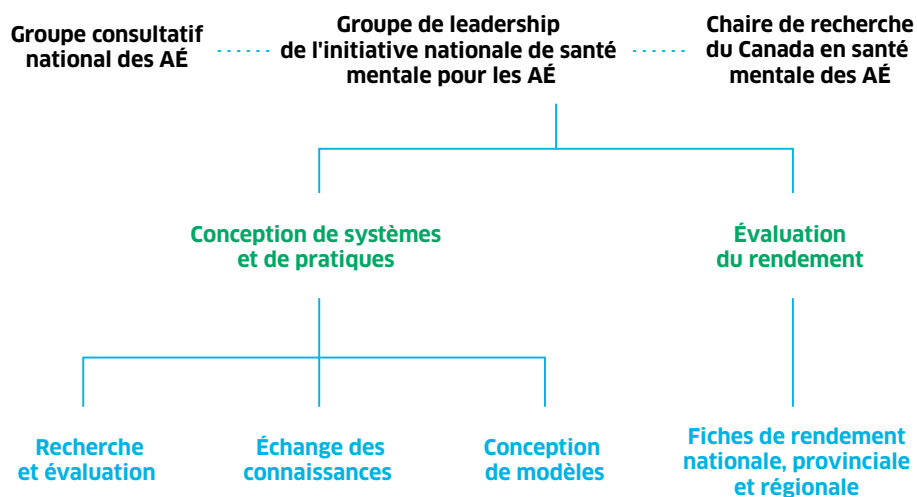 Groupe consultatif
national des AÉ
Groupe de leadership
de l'initiative nationale de santé
mentale pour les AÉ
Chaire de recherche
du Canada en santé
mentale des AÉ
Conception de systèmes
et de pratiques
Évaluation
du rendement
Recherche
et évaluation
Échange des
connaissances
Conception
de modèles
Fiches de rendement
nationale, provinciale
et régionale